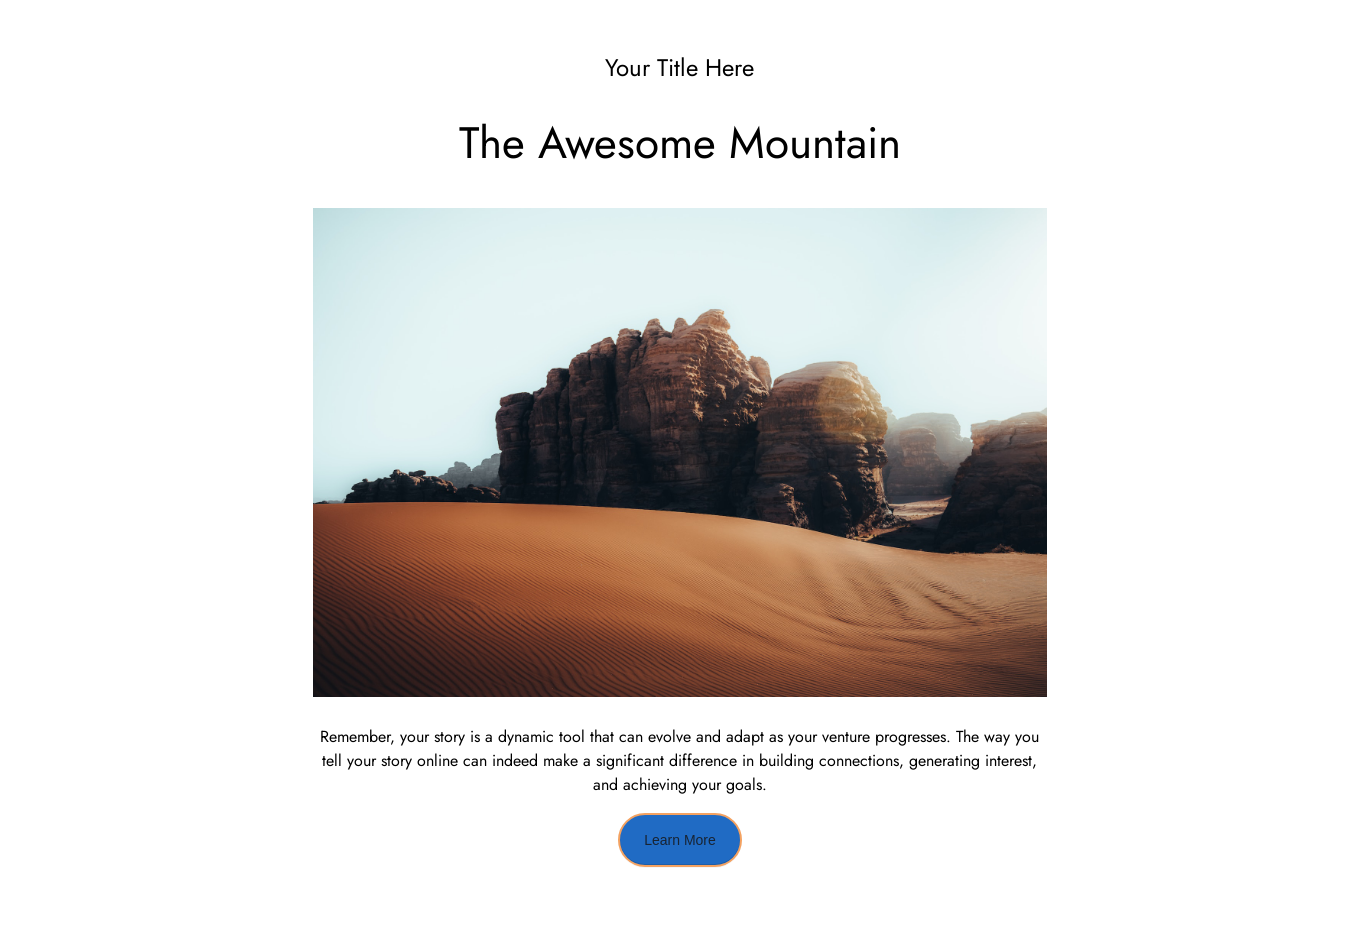 Your Title Here
The Awesome Mountain
Remember, your story is a dynamic tool that can evolve and adapt as your venture progresses. The way you
tell your story online can indeed make a significant difference in building connections, generating interest,
and achieving your goals.
Learn More